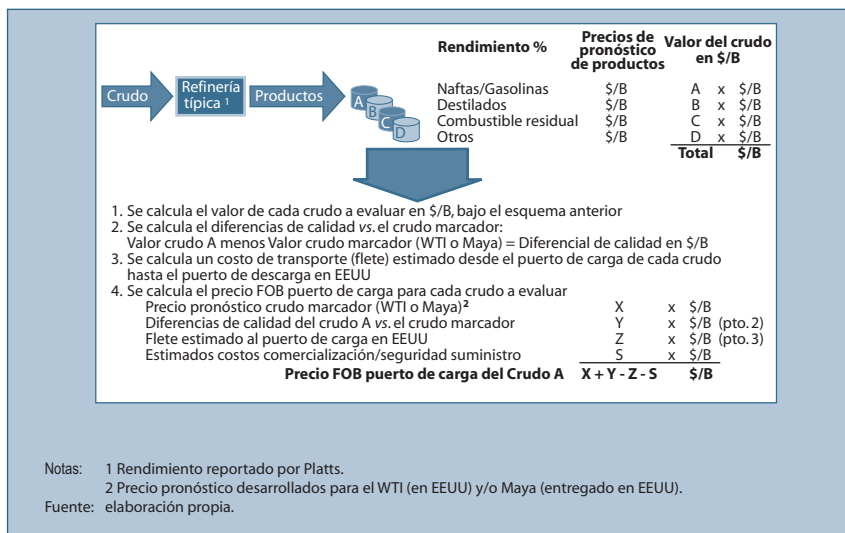 Crudo
Refinería
típica 1
Productos
A
B
C
D
Rendimiento % Precios de pronóstico de productos Valor del crudo en $/B
Naftas/Gasolinas $/B A x $/B
Destilados $/B B x $/B
Combustible residual $/B C x $/B
Otros $/B D x $/B
Total $/B
1. Se calcula el valor de cada crudo a evaluar en $/B, bajo el esquema anterior
2. Se calcula el diferencias de calidad vs. el crudo marcador:
Valor crudo A menos Valor crudo marcador (WTI o Maya) = Diferencial de calidad en $/B
3. Se calcula un costo de transporte (flete) estimado desde el puerto de carga de cada crudo
hasta el puerto de descarga en EEUU
4. Se calcula el precio FOB puerto de carga para cada crudo a evaluar
Precio pronóstico crudo marcador (WTI o Maya)2 X x $/B
Diferencias de calidad del crudo A vs. el crudo marcador Y x $/B (pto. 2)
Flete estimado al puerto de carga en EEUU Z x $/B (pto. 3)
Estimados costos comercialización/seguridad suministro S x $/B
Precio FOB puerto de carga del Crudo A X + Y - Z - S $/B
Notas: 1 Rendimiento reportado por Platts.
2 Precio pronóstico desarrollados para el WTI (en EEUU) y/o Maya (entregado en EEUU).
Fuente: elaboración propia.